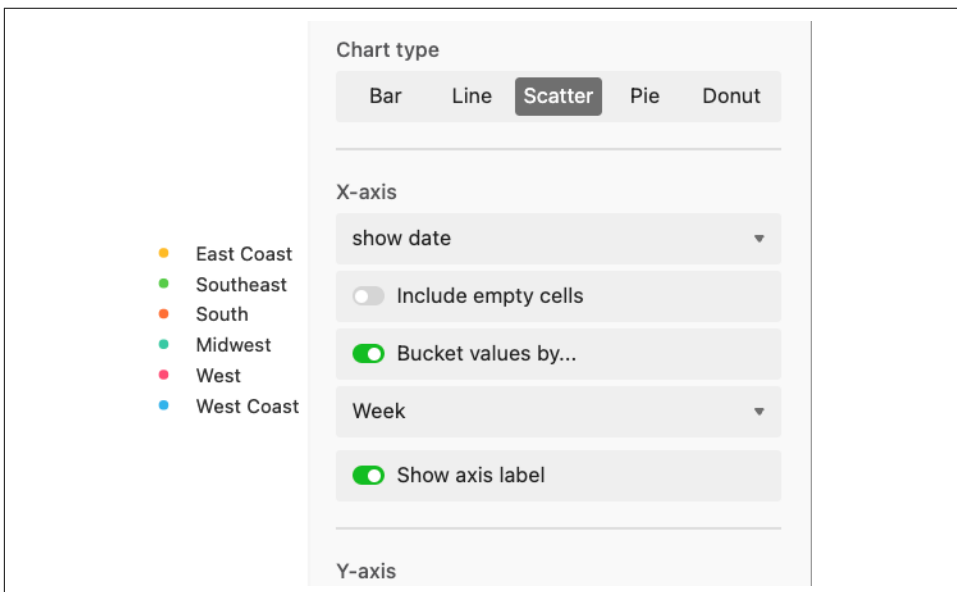 Chart type
Bar Line Scatter Pie Donut
X-axis
show date
Include empty cells
Bucket values by...
Week
Show axis label
Y-axis
East Coast
Southeast
South
Midwest
West
West Coast